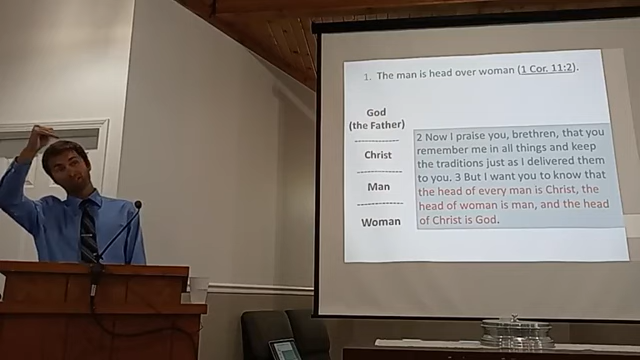 1. The man is head over woman (1 Cor. 11:2).
God
(the Father)
Christ
Man
Woman
2 Now I praise you, brethren, that you
remember me in all things and keep
the traditions just as I delivered them
to you. 3 But I want you to know that
the head of every man is Christ, the
head of woman is man, and the head
of Christ is God.